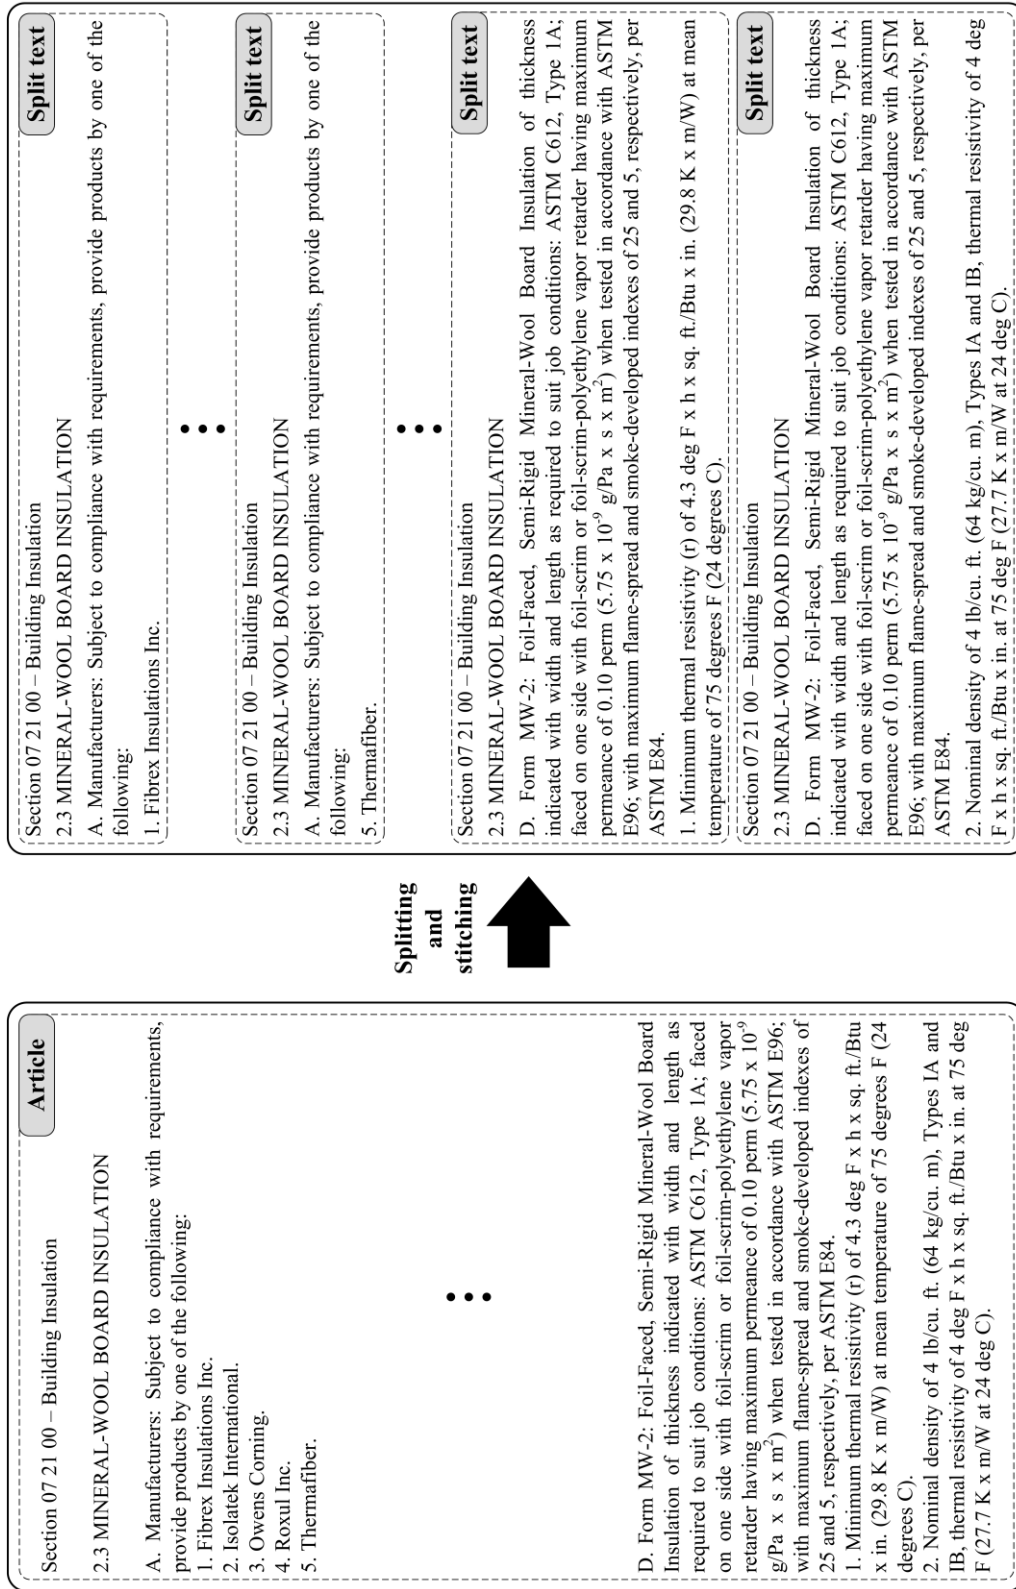 Article
Section 07 21 00 – Building Insulation
2.3 MINERAL-WOOL BOARD INSULATION
A. Manufacturers: Subject to compliance with requirements,
provide products by one of the following:
1. Fibrex Insulations Inc.
2. Isolatek International.
3. Owens Corning.
4. Roxul Inc.
5. Thermafiber.
D. Form MW-2: Foil-Faced, Semi-Rigid Mineral-Wool Board
Insulation of thickness indicated with width and length as
required to suit job conditions: ASTM C612, Type 1A; faced
on one side with foil-scrim or foil-scrim-polyethylene vapor
retarder having maximum permeance of 0.10 perm (5.75 x 10⁻⁹
g/Pa x s x m²) when tested in accordance with ASTM E96;
with maximum flame-spread and smoke-developed indexes of
25 and 5, respectively, per ASTM E84.
1. Minimum thermal resistivity (r) of 4.3 deg F x h x sq. ft./Btu
x in. (29.8 K x m/W) at mean temperature of 75 degrees F (24
degrees C).
2. Nominal density of 4 lb/cu. ft. (64 kg/cu. m), Types IA and
IB, thermal resistivity of 4 deg F x h x sq. ft./Btu x in. at 75 deg
F (27.7 K x m/W at 24 deg C).
Splitting
and
stitching
Split text
Section 07 21 00 – Building Insulation
2.3 MINERAL-WOOL BOARD INSULATION
A. Manufacturers: Subject to compliance with requirements, provide products by one of the
following:
1. Fibrex Insulations Inc.
Split text
Section 07 21 00 – Building Insulation
2.3 MINERAL-WOOL BOARD INSULATION
A. Manufacturers: Subject to compliance with requirements, provide products by one of the
following:
5. Thermafiber.
Split text
Section 07 21 00 – Building Insulation
2.3 MINERAL-WOOL BOARD INSULATION
D. Form MW-2: Foil-Faced, Semi-Rigid Mineral-Wool Board Insulation of thickness
indicated with width and length as required to suit job conditions: ASTM C612, Type 1A;
faced on one side with foil-scrim or foil-scrim-polyethylene vapor retarder having maximum
permeance of 0.10 perm (5.75 x 10⁻⁹ g/Pa x s x m²) when tested in accordance with ASTM
E96; with maximum flame-spread and smoke-developed indexes of 25 and 5, respectively, per
ASTM E84.
1. Minimum thermal resistivity (r) of 4.3 deg F x h x sq. ft./Btu x in. (29.8 K x m/W) at mean
temperature of 75 degrees F (24 degrees C).
Split text
Section 07 21 00 – Building Insulation
2.3 MINERAL-WOOL BOARD INSULATION
D. Form MW-2: Foil-Faced, Semi-Rigid Mineral-Wool Board Insulation of thickness
indicated with width and length as required to suit job conditions: ASTM C612, Type 1A;
faced on one side with foil-scrim or foil-scrim-polyethylene vapor retarder having maximum
permeance of 0.10 perm (5.75 x 10⁻⁹ g/Pa x s x m²) when tested in accordance with ASTM
E96; with maximum flame-spread and smoke-developed indexes of 25 and 5, respectively, per
ASTM E84.
2. Nominal density of 4 lb/cu. ft. (64 kg/cu. m), Types IA and IB, thermal resistivity of 4 deg
F x h x sq. ft./Btu x in. at 75 deg F (27.7 K x m/W at 24 deg C).